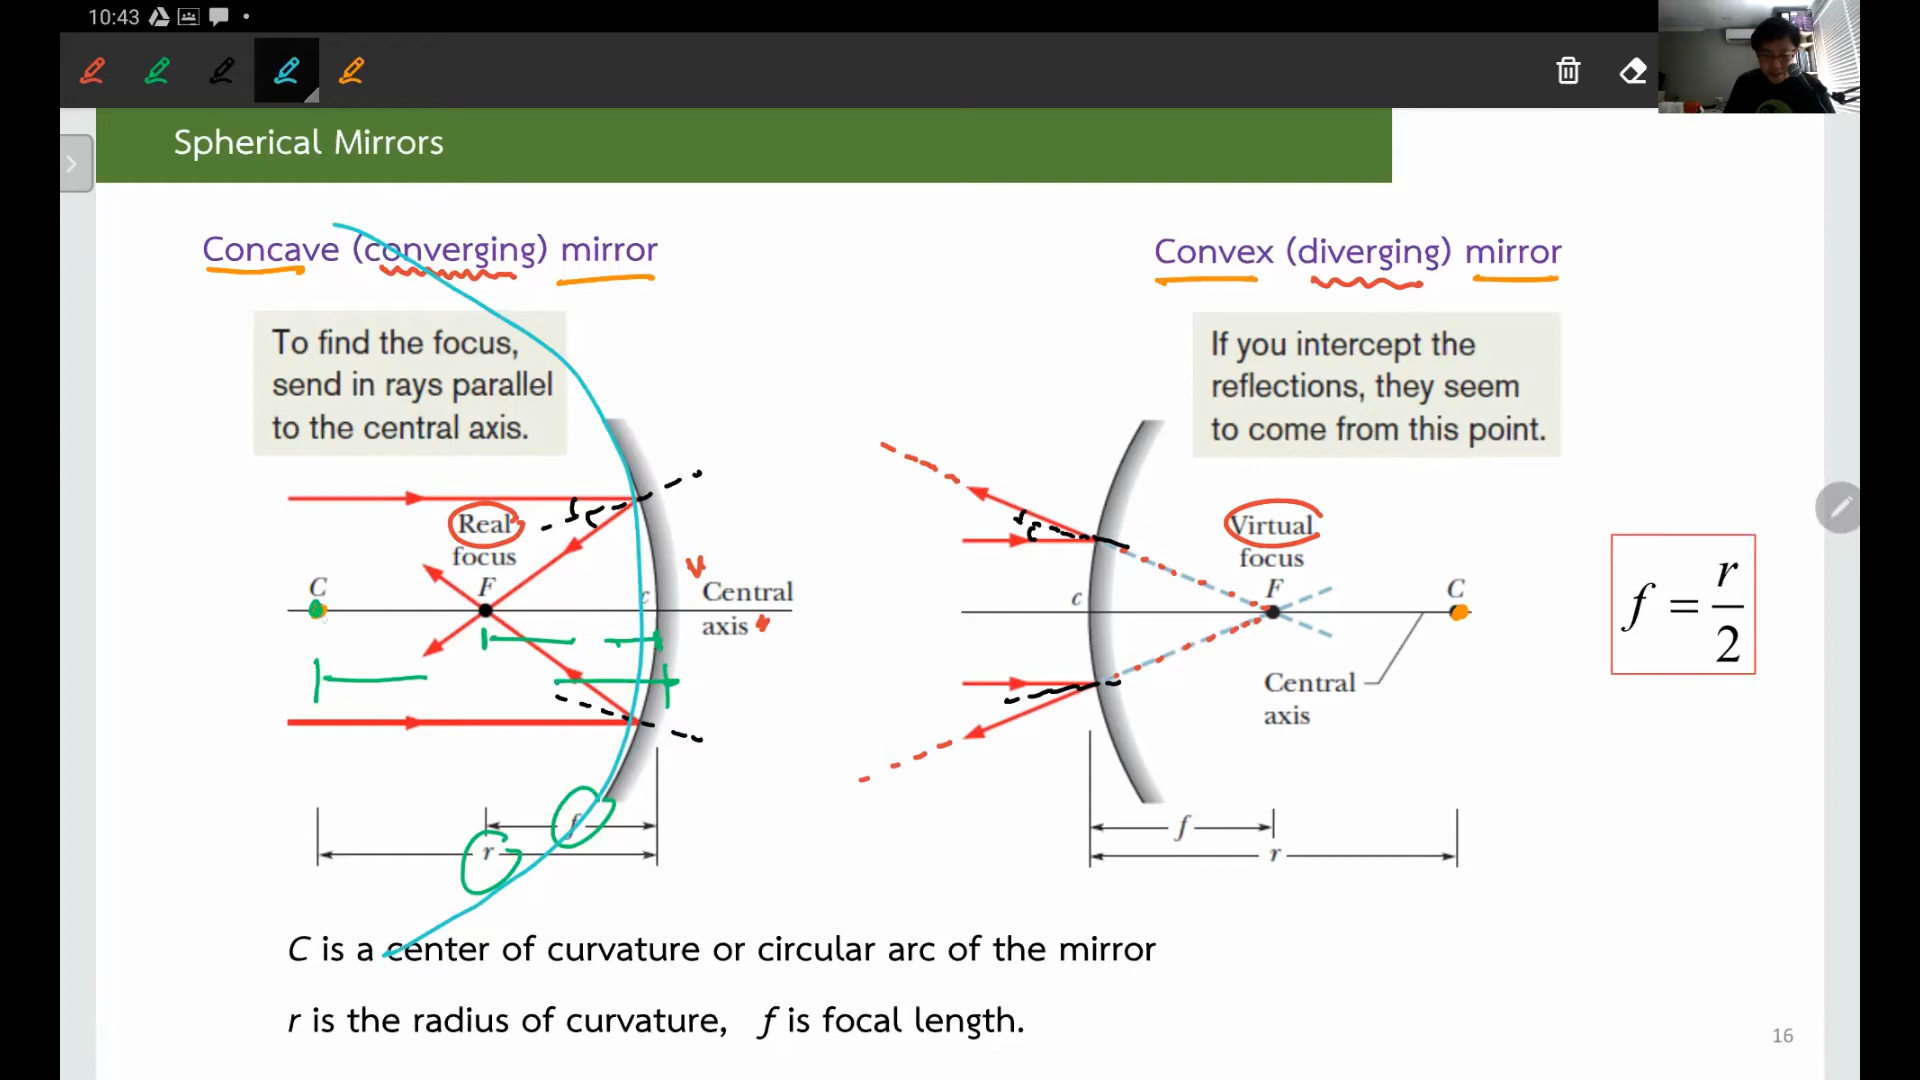 10:43
Spherical Mirrors
Concave (converging) mirror
Convex (diverging) mirror
To find the focus,
send in rays parallel
to the central axis.
If you intercept the
reflections, they seem
to come from this point.
Real
focus
F
C
c
Central
axis
f
r
Virtual
focus
F
C
c
Central
axis
f
r
f = r/2
C is a center of curvature or circular arc of the mirror
r is the radius of curvature, f is focal length.
16